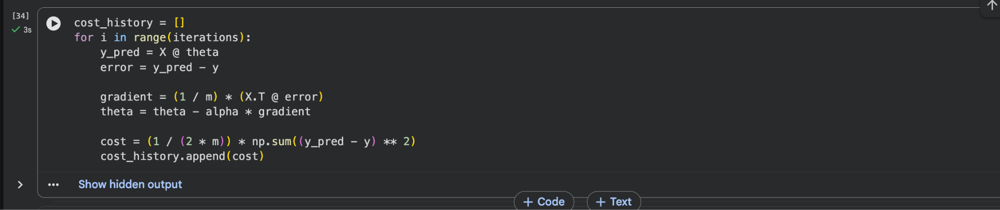 [34]
3s
cost_history = []
for i in range(iterations):
    y_pred = X @ theta
    error = y_pred - y

    gradient = (1 / m) * (X.T @ error)
    theta = theta - alpha * gradient

    cost = (1 / (2 * m)) * np.sum((y_pred - y) ** 2)
    cost_history.append(cost)
Show hidden output
+ Code
+ Text